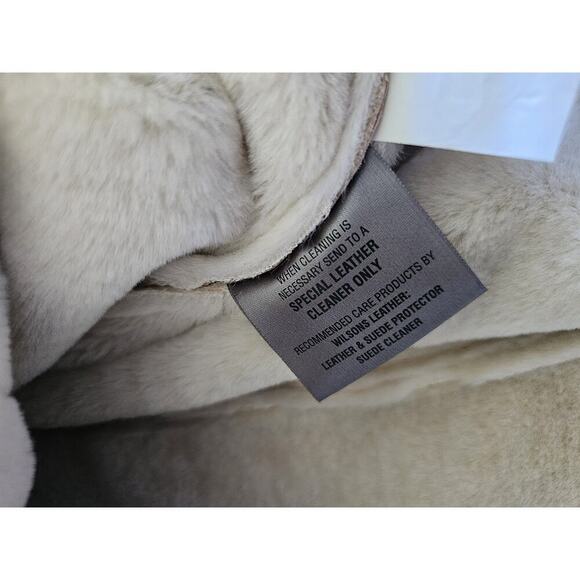 WHEN CLEANING IS
NECESSARY SEND TO A
SPECIAL LEATHER
CLEANER ONLY
RECOMMENDED CARE PRODUCTS BY
WILSONS LEATHER:
LEATHER & SUEDE PROTECTOR
SUEDE CLEANER